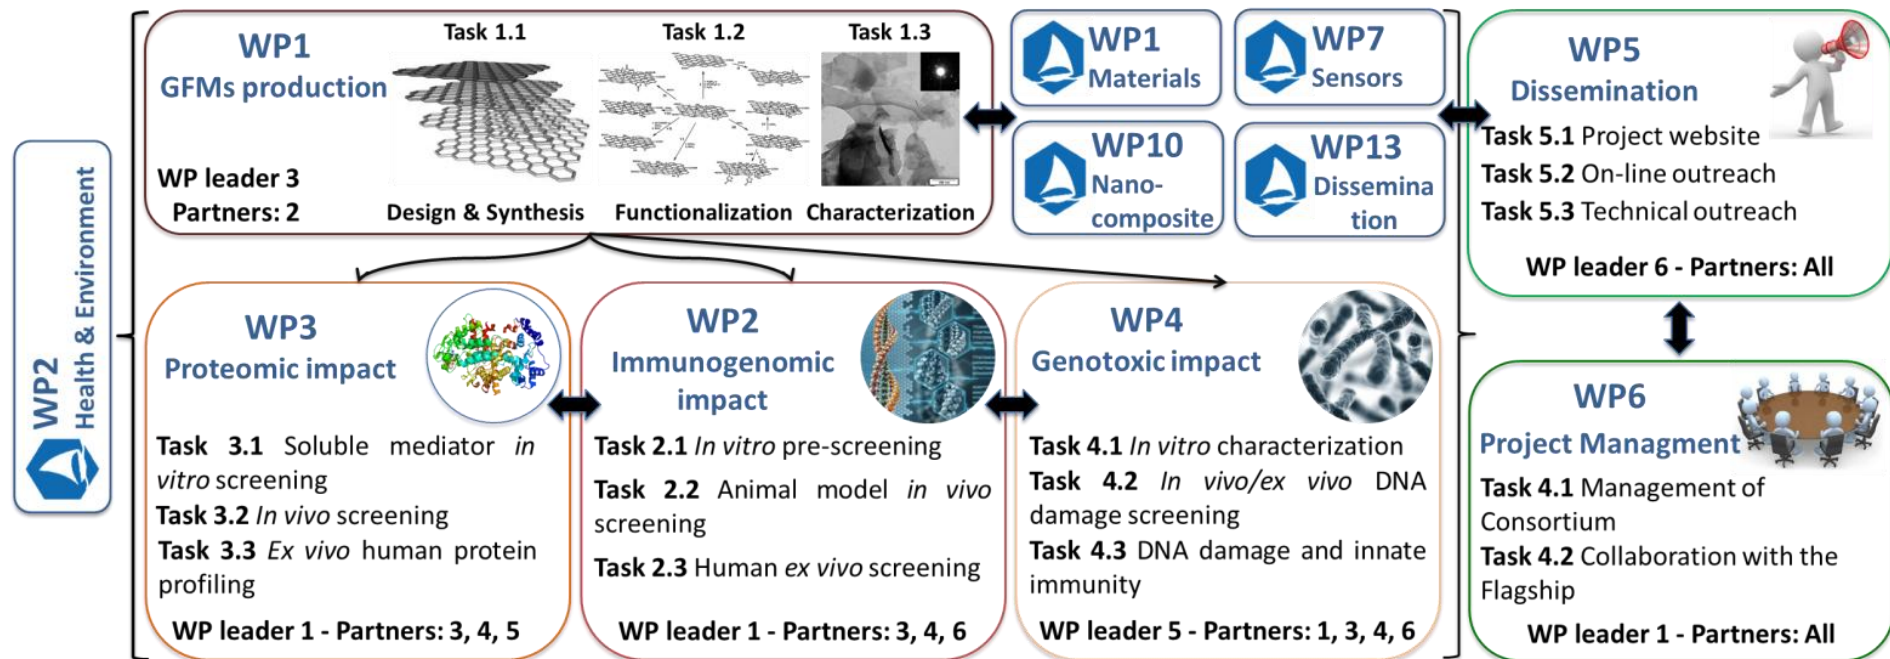 WP2
Health & Environment
WP1
GFMs production
WP leader 3
Partners: 2
Task 1.1
Design & Synthesis
Task 1.2
Functionalization
Task 1.3
Characterization
WP1
Materials
WP7
Sensors
WP10
Nano-
composite
WP13
Dissemina
tion
WP5
Dissemination
Task 5.1 Project website
Task 5.2 On-line outreach
Task 5.3 Technical outreach
WP leader 6 - Partners: All
WP3
Proteomic impact
Task 3.1 Soluble mediator in
vitro screening
Task 3.2 In vivo screening
Task 3.3 Ex vivo human protein
profiling
WP leader 1 - Partners: 3, 4, 5
WP2
Immunogenomic
impact
Task 2.1 In vitro pre-screening
Task 2.2 Animal model in vivo
screening
Task 2.3 Human ex vivo screening
WP leader 1 - Partners: 3, 4, 6
WP4
Genotoxic impact
Task 4.1 In vitro characterization
Task 4.2 In vivo/ex vivo DNA
damage screening
Task 4.3 DNA damage and innate
immunity
WP leader 5 - Partners: 1, 3, 4, 6
WP6
Project Managment
Task 4.1 Management of
Consortium
Task 4.2 Collaboration with the
Flagship
WP leader 1 - Partners: All